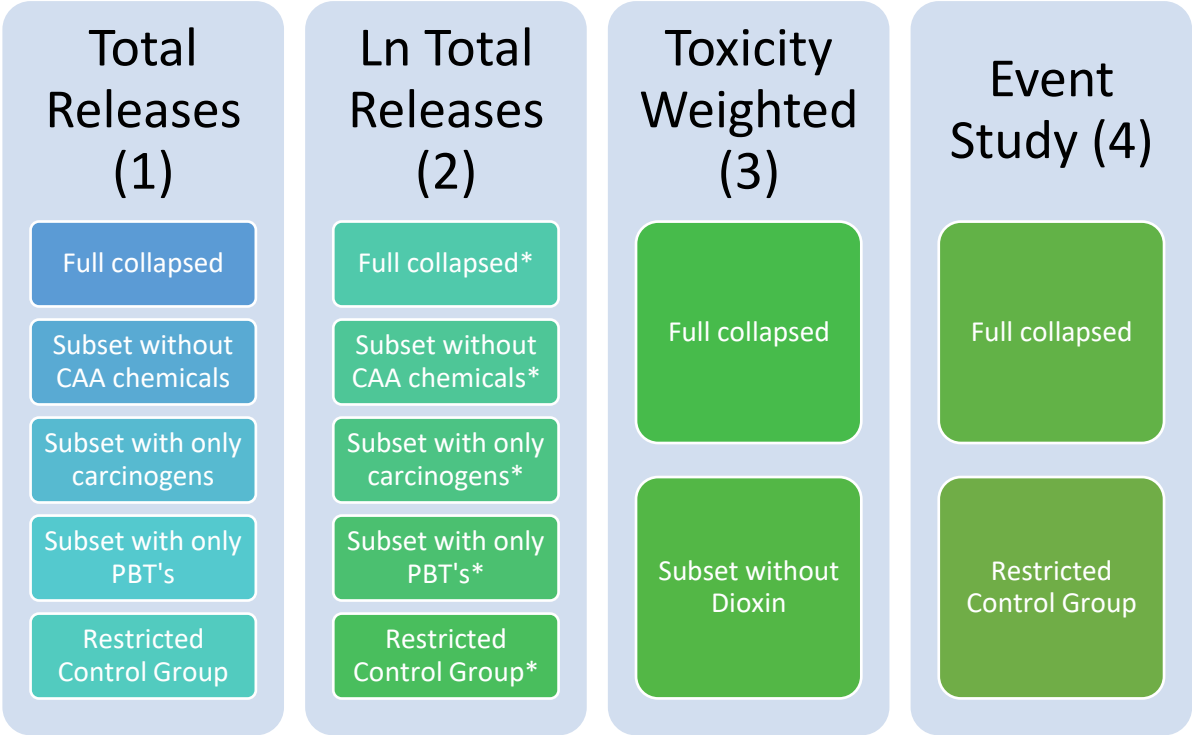 Total
Releases
(1)
Full collapsed
Subset without
CAA chemicals
Subset with only
carcinogens
Subset with only
PBT's
Restricted
Control Group
Ln Total
Releases
(2)
Full collapsed*
Subset without
CAA chemicals*
Subset with only
carcinogens*
Subset with only
PBT's*
Restricted
Control Group*
Toxicity
Weighted
(3)
Full collapsed
Subset without
Dioxin
Event
Study (4)
Full collapsed
Restricted
Control Group